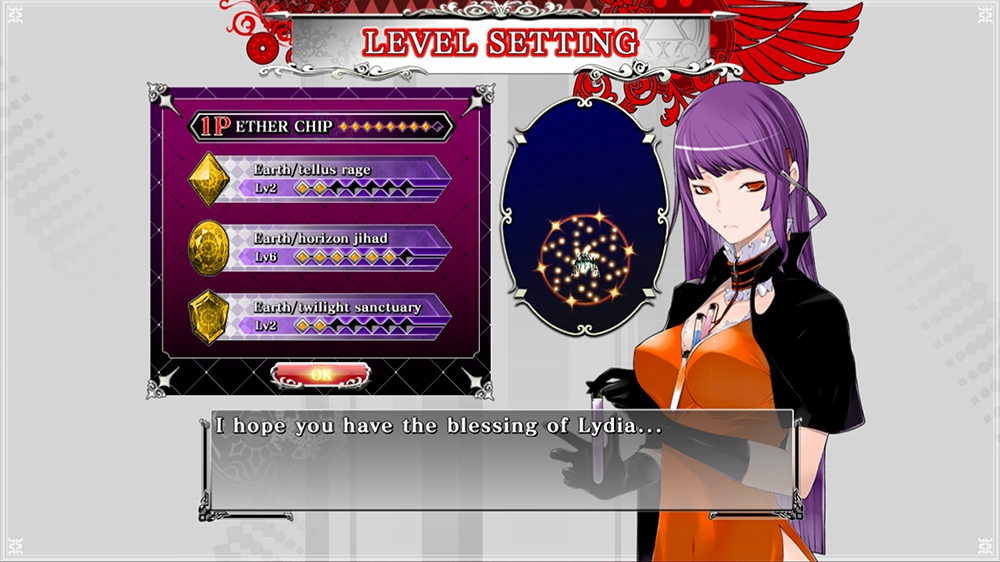 LEVEL SETTING
1P ETHER CHIP
Earth/tellus rage
Lv2
Earth/horizon jihad
Lv6
Earth/twilight sanctuary
Lv2
OK
I hope you have the blessing of Lydia...